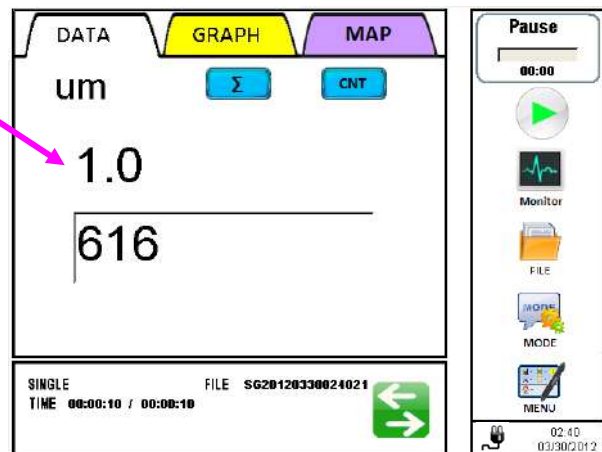 DATA GRAPH MAP
um Σ CNT
1.0
616
SINGLE FILE SG20120330024021
TIME 00:00:10 / 00:00:10
Pause
00:00
Monitor
FILE
MODE
MODE
MENU
02:40
03/30/2012